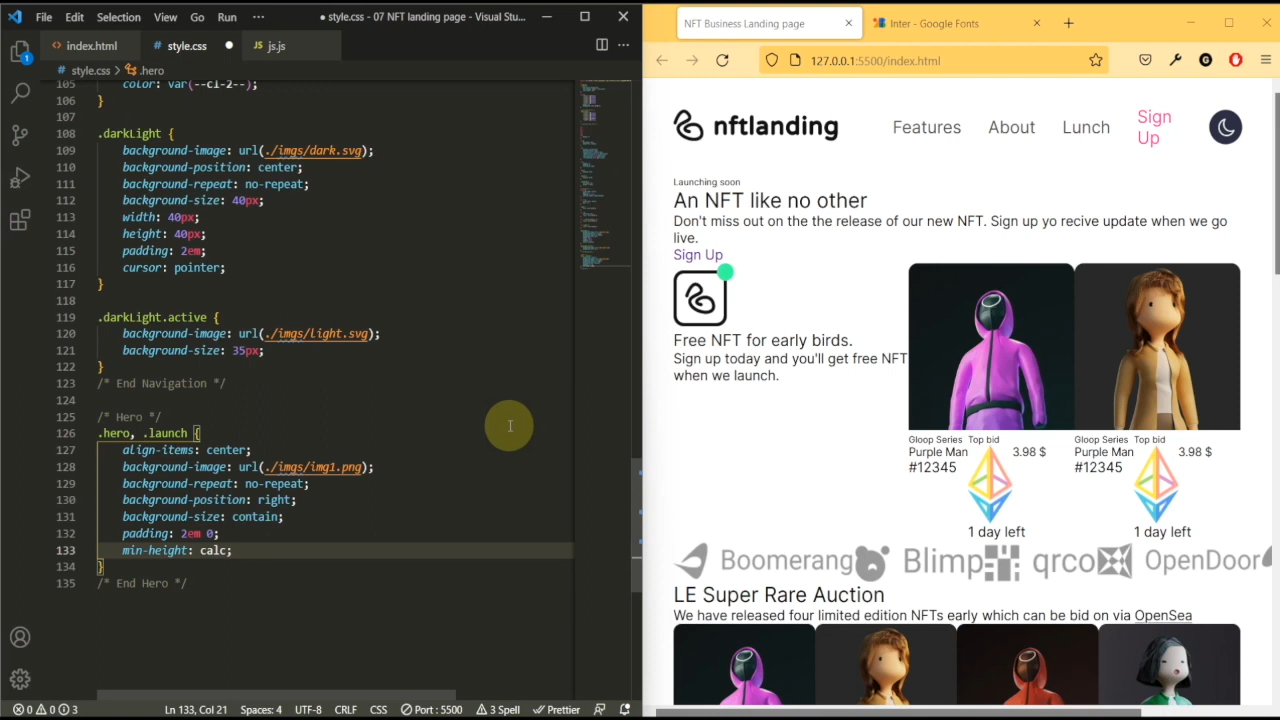 File Edit Selection View Go Run ··· ● style.css - 07 NFT landing page - Visual Stu...
index.html style.css ● js.js
style.css > .hero
105 color: var(--cl-2--);
106 }
107
108 .darkLight {
109 background-image: url(./imgs/dark.svg);
110 background-position: center;
111 background-repeat: no-repeat;
112 background-size: 40px;
113 width: 40px;
114 height: 40px;
115 padding: 2em;
116 cursor: pointer;
117 }
118
119 .darkLight.active {
120 background-image: url(./imgs/light.svg);
121 background-size: 35px;
122 }
123 /* End Navigation */
124
125 /* Hero */
126 .hero, .launch {
127 align-items: center;
128 background-image: url(./imgs/img1.png);
129 background-repeat: no-repeat;
130 background-position: right;
131 background-size: contain;
132 padding: 2em 0;
133 min-height: calc;
134 }
135 /* End Hero */
1
0 0 3 Ln 133, Col 21 Spaces: 4 UTF-8 CRLF CSS Port : 5500 3 Spell Prettier
NFT Business Landing page Inter - Google Fonts
127.0.0.1:5500/index.html
G
nftlanding Features About Lunch Sign
Up
Launching soon
An NFT like no other
Don't miss out on the the release of our new NFT. Sign up yo recive update when we go
live.
Sign Up
Free NFT for early birds.
Sign up today and you'll get free NFT
when we launch.
Gloop Series Top bid Gloop Series Top bid
Purple Man 3.98 $ Purple Man 3.98 $
#12345 #12345
1 day left 1 day left
Boomerang Blimp qrco OpenDoor
LE Super Rare Auction
We have released four limited edition NFTs early which can be bid on via OpenSea